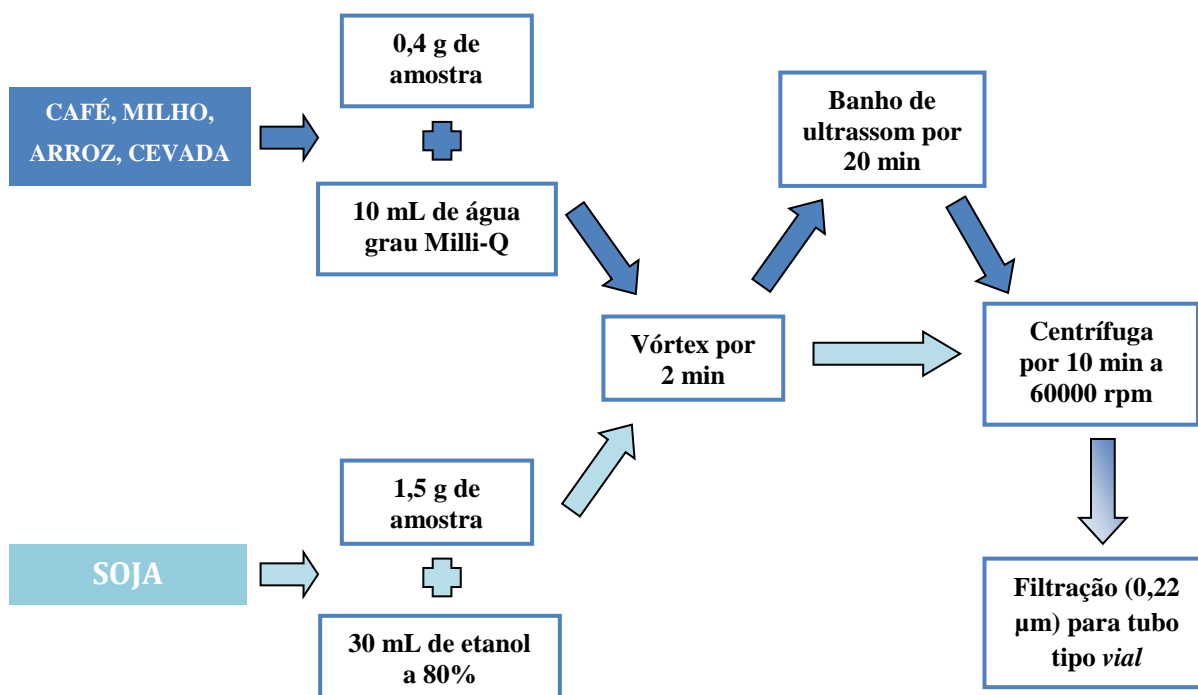 CAFÉ, MILHO,
ARROZ, CEVADA
0,4 g de
amostra
10 mL de água
grau Milli-Q
Vórtex por
2 min
Banho de
ultrassom por
20 min
Centrífuga
por 10 min a
60000 rpm
Filtração (0,22
µm) para tubo
tipo vial
SOJA
1,5 g de
amostra
30 mL de etanol
a 80%